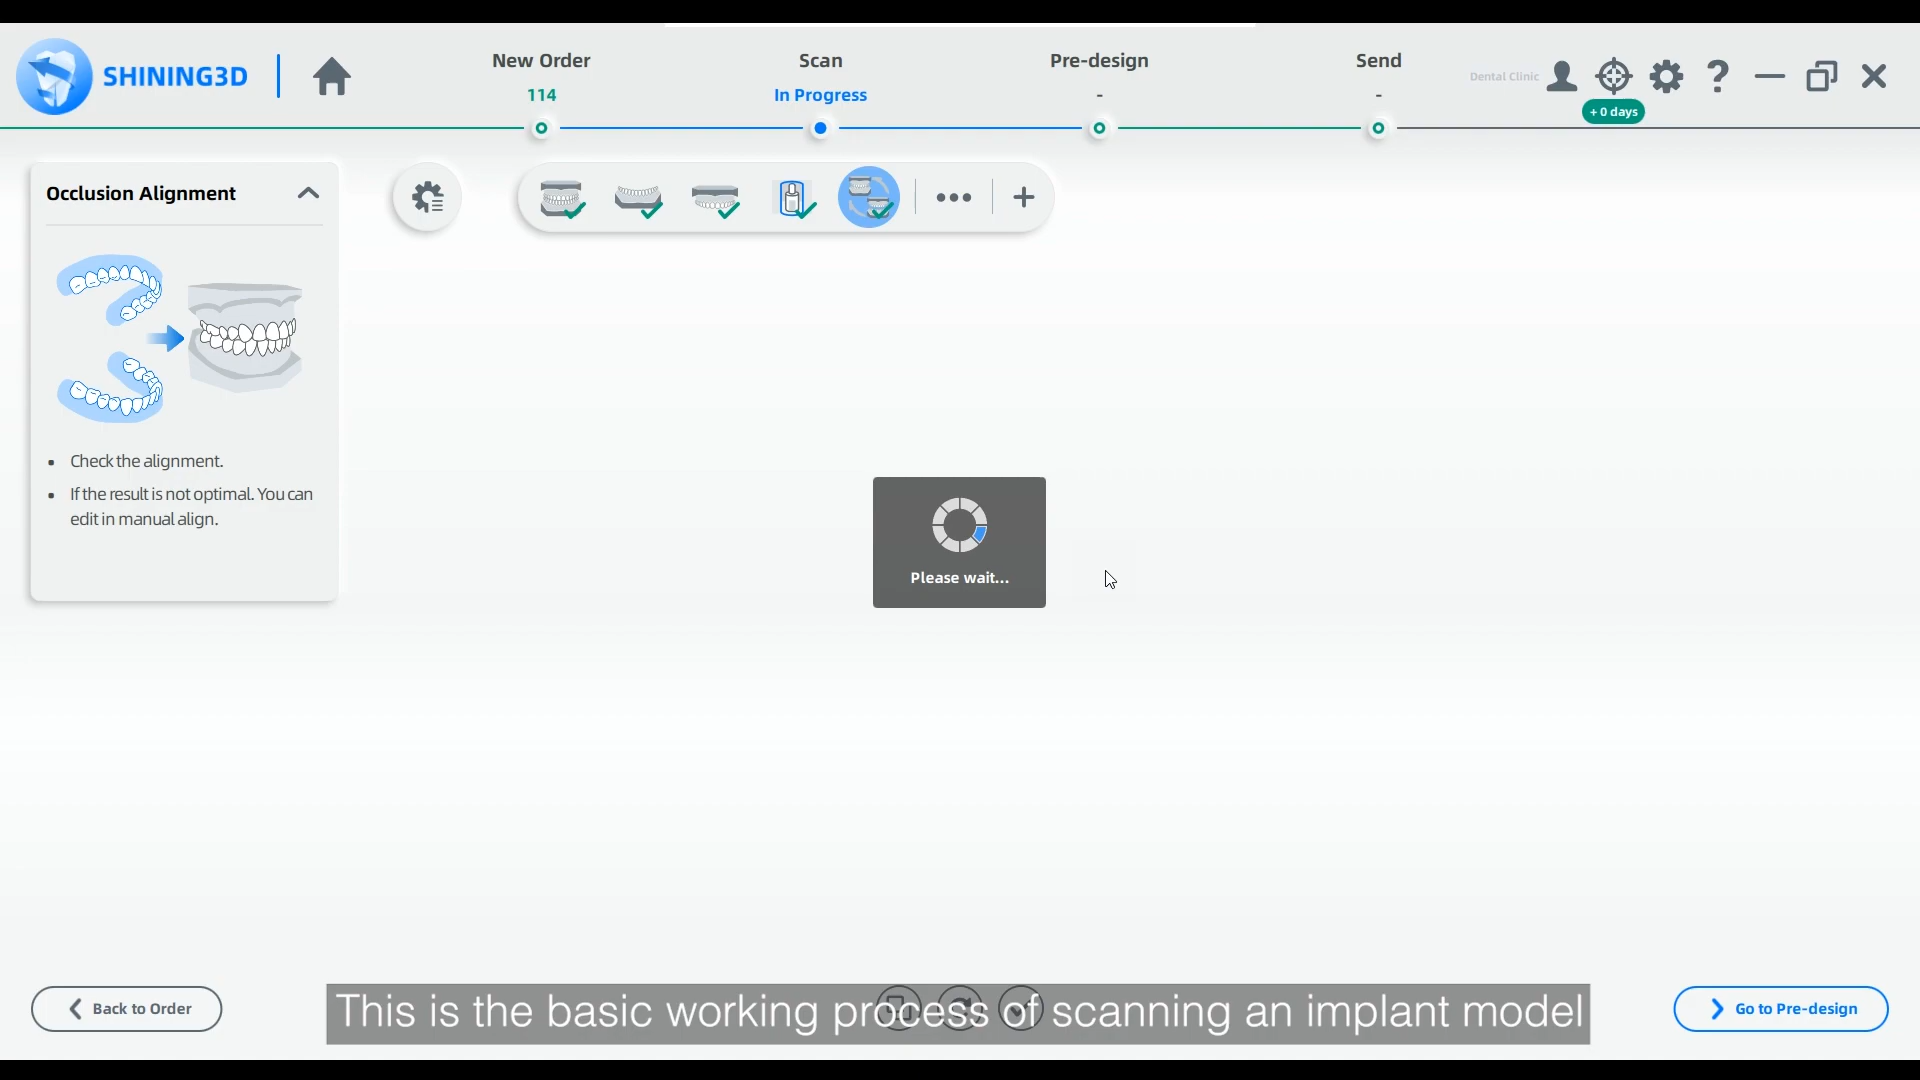 SHINING3D
New Order
114
Scan
In Progress
Pre-design
-
Send
-
Dental Clinic
+ 0 days
Occlusion Alignment
Check the alignment.
If the result is not optimal. You can
edit in manual align.
Please wait...
Back to Order
This is the basic working process of scanning an implant model
Go to Pre-design